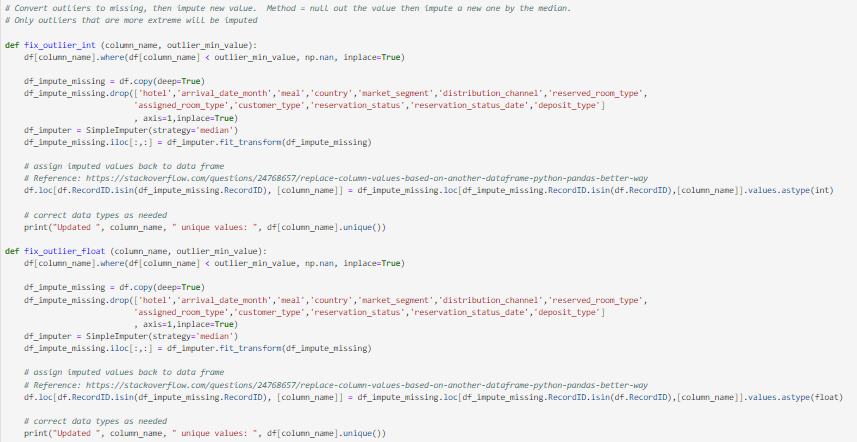 # Convert outliers to missing, then impute new value.  Method = null out the value then impute a new one by the median.
# Only outliers that are more extreme will be imputed
def fix_outlier_int (column_name, outlier_min_value):
    df[column_name].where(df[column_name] < outlier_min_value, np.nan, inplace=True)
    df_impute_missing = df.copy(deep=True)
    df_impute_missing.drop(['hotel','arrival_date_month','meal','country','market_segment','distribution_channel','reserved_room_type',
                            'assigned_room_type','customer_type','reservation_status','reservation_status_date','deposit_type']
                            , axis=1,inplace=True)
    df_imputer = SimpleImputer(strategy='median')
    df_impute_missing.iloc[:,:] = df_imputer.fit_transform(df_impute_missing)
    # assign imputed values back to data frame
    # Reference: https://stackoverflow.com/questions/24768657/replace-column-values-based-on-another-dataframe-python-pandas-better-way
    df.loc[df.RecordID.isin(df_impute_missing.RecordID), [column_name]] = df_impute_missing.loc[df_impute_missing.RecordID.isin(df.RecordID),[column_name]].values.astype(int)
    # correct data types as needed
    print("Updated ", column_name, " unique values: ", df[column_name].unique())
def fix_outlier_float (column_name, outlier_min_value):
    df[column_name].where(df[column_name] < outlier_min_value, np.nan, inplace=True)
    df_impute_missing = df.copy(deep=True)
    df_impute_missing.drop(['hotel','arrival_date_month','meal','country','market_segment','distribution_channel','reserved_room_type',
                            'assigned_room_type','customer_type','reservation_status','reservation_status_date','deposit_type']
                            , axis=1,inplace=True)
    df_imputer = SimpleImputer(strategy='median')
    df_impute_missing.iloc[:,:] = df_imputer.fit_transform(df_impute_missing)
    # assign imputed values back to data frame
    # Reference: https://stackoverflow.com/questions/24768657/replace-column-values-based-on-another-dataframe-python-pandas-better-way
    df.loc[df.RecordID.isin(df_impute_missing.RecordID), [column_name]] = df_impute_missing.loc[df_impute_missing.RecordID.isin(df.RecordID),[column_name]].values.astype(float)
    # correct data types as needed
    print("Updated ", column_name, " unique values: ", df[column_name].unique())